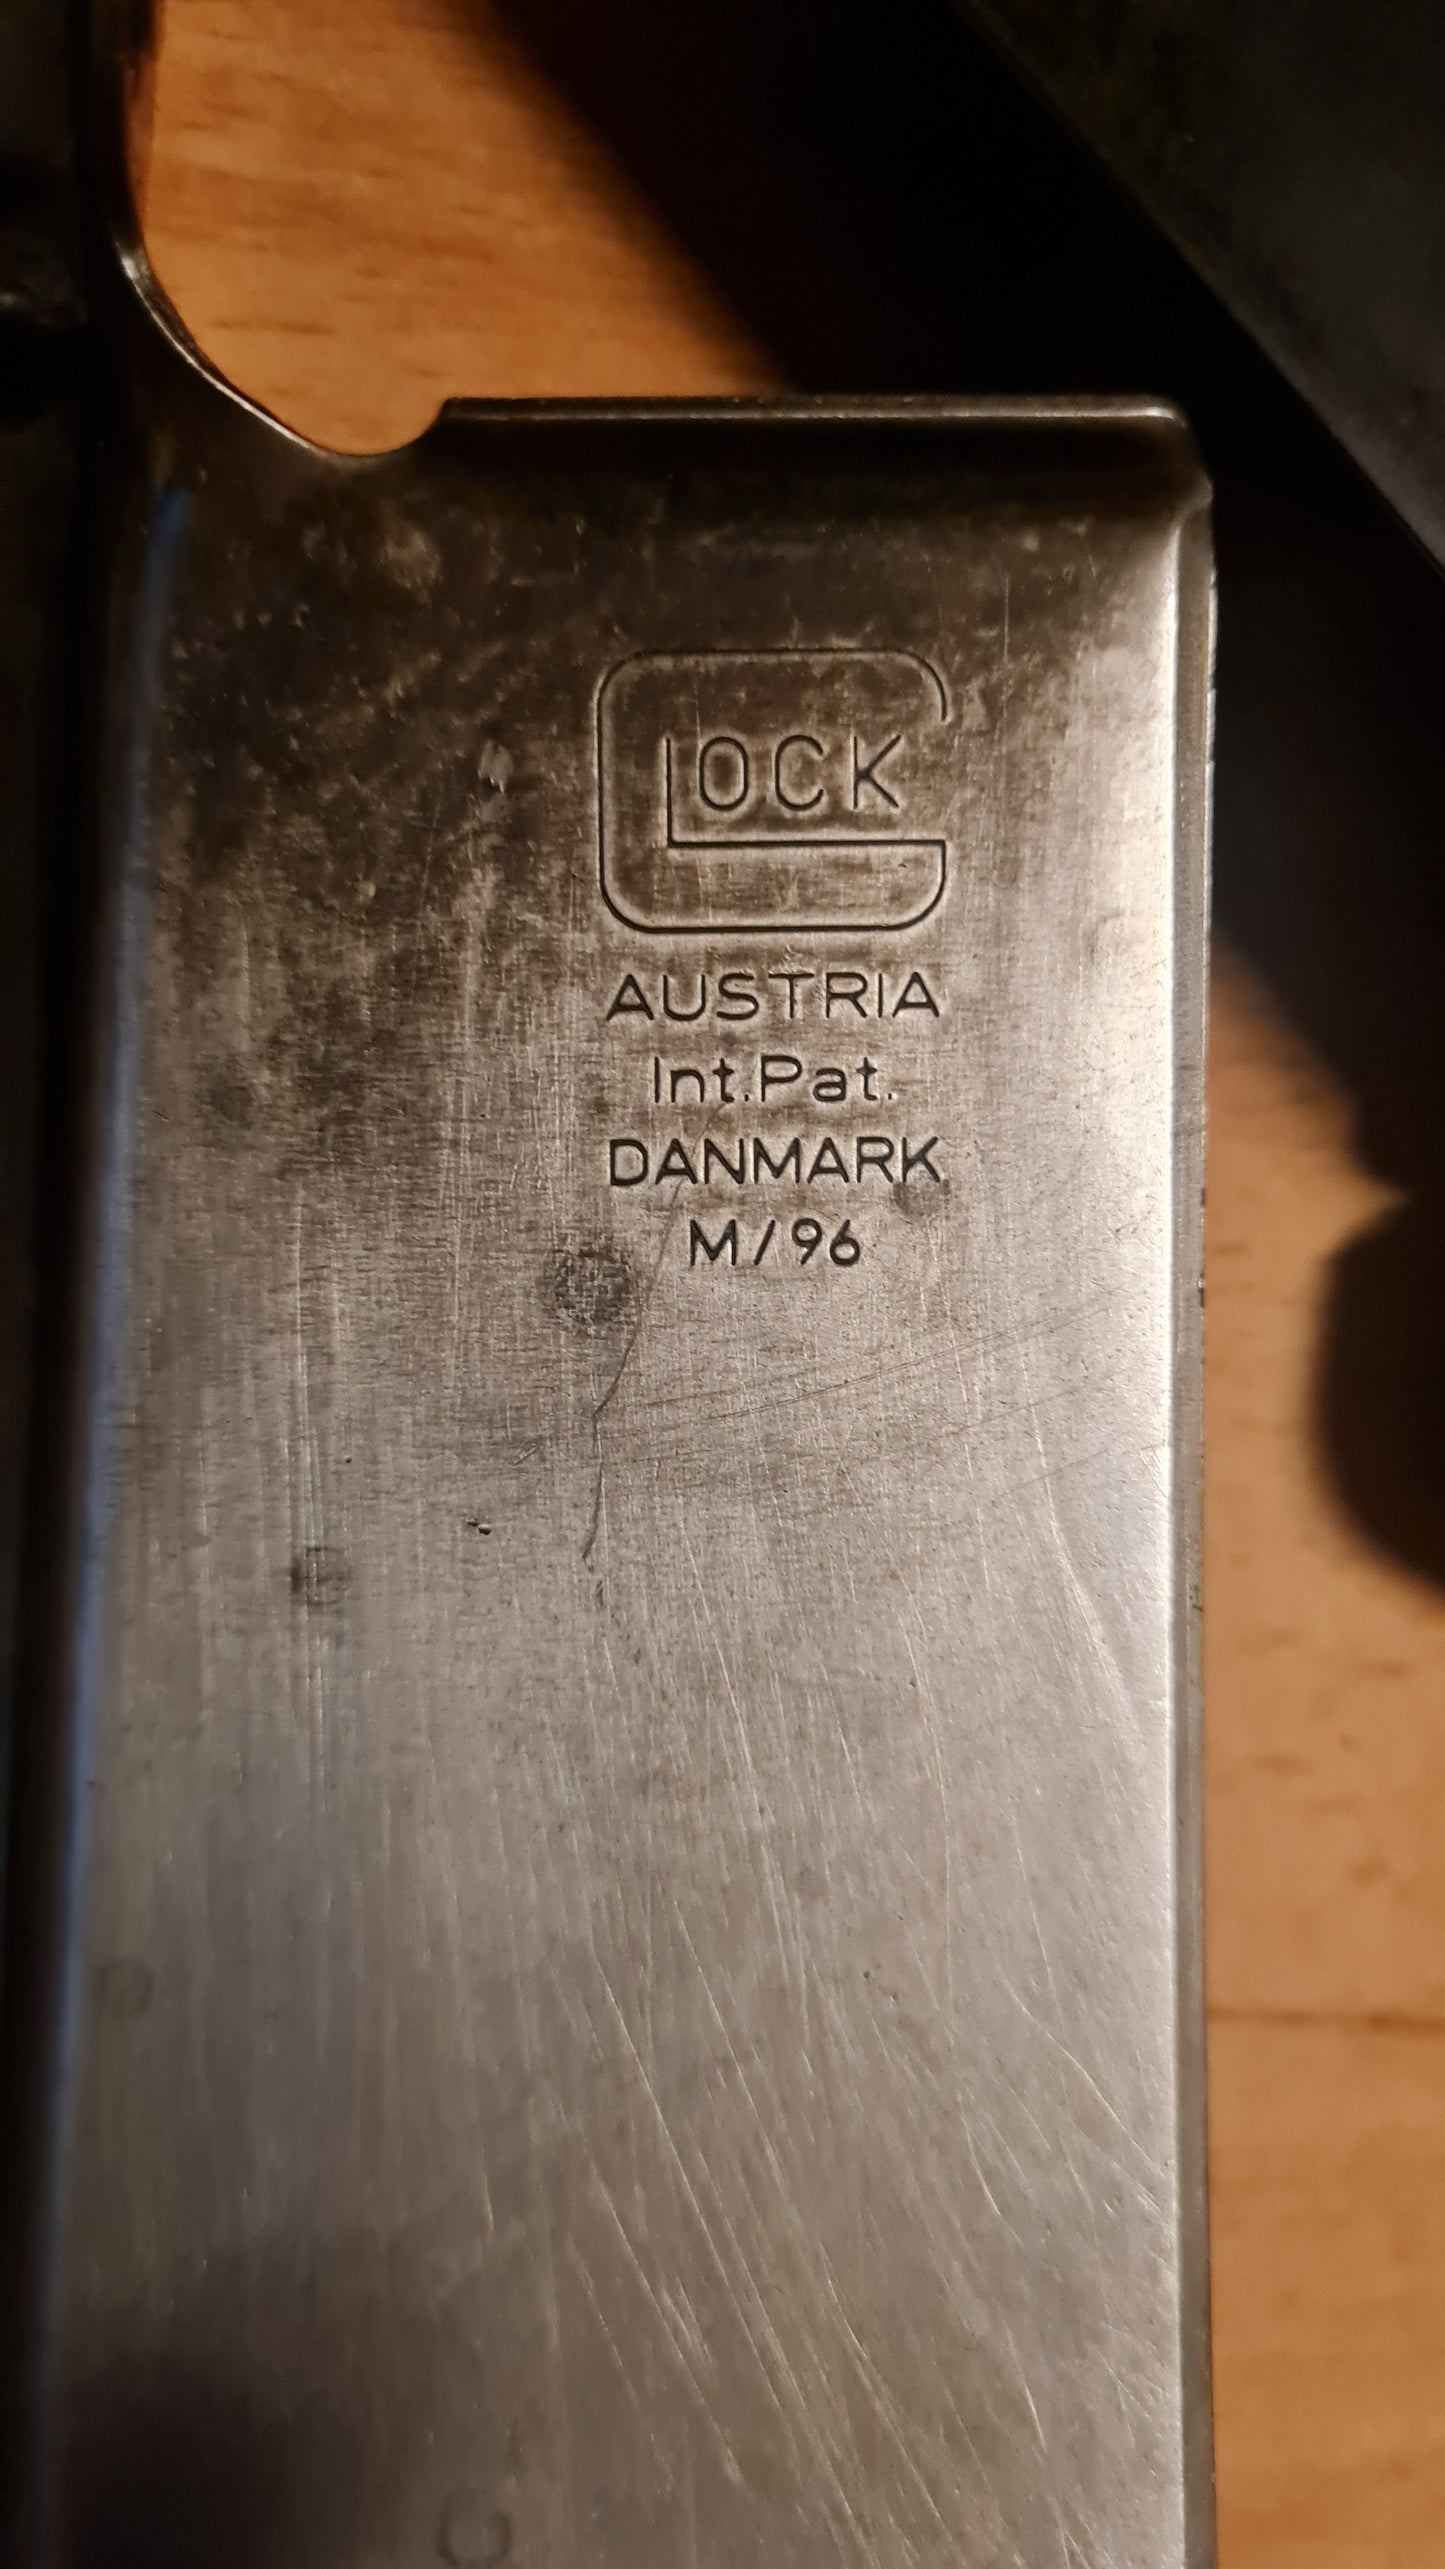 GLOCK
AUSTRIA
Int.Pat.
DANMARK
M/96